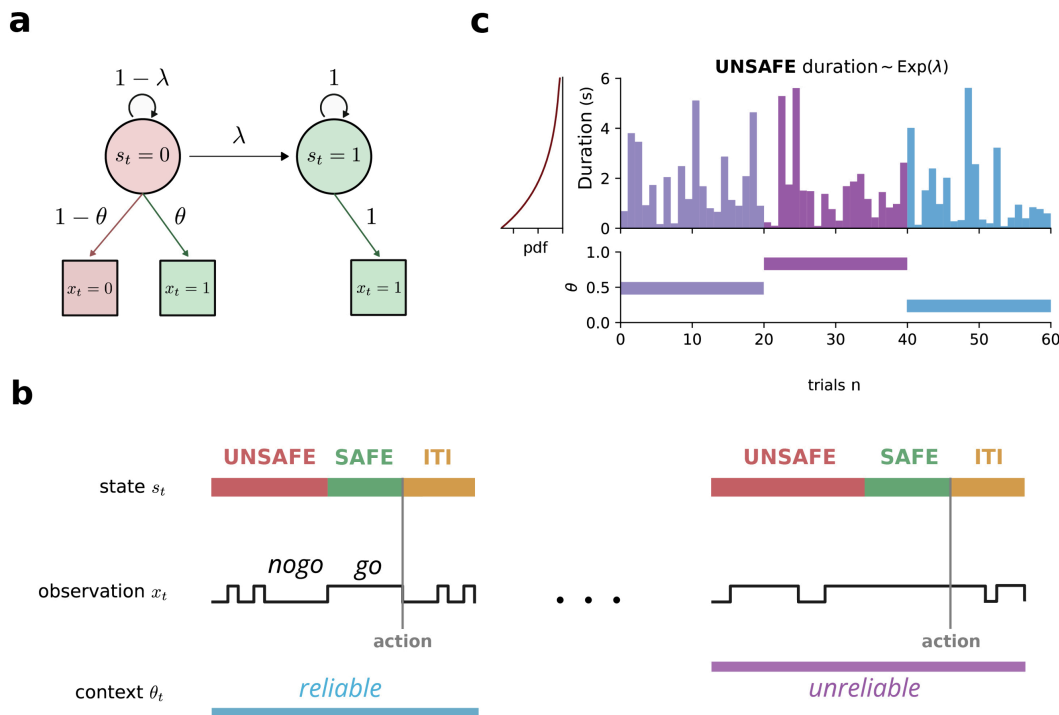 a
1 − λ
1
s_t = 0
λ
s_t = 1
1 − θ
θ
1
x_t = 0
x_t = 1
x_t = 1
c
UNSAFE duration ~ Exp(λ)
Duration (s)
6
4
2
0
pdf
θ
1.0
0.5
0.0
0 10 20 30 40 50 60
trials n
b
UNSAFE SAFE ITI UNSAFE SAFE ITI
state s_t
nogo go
observation x_t
. . .
action action
context θ_t
reliable unreliable